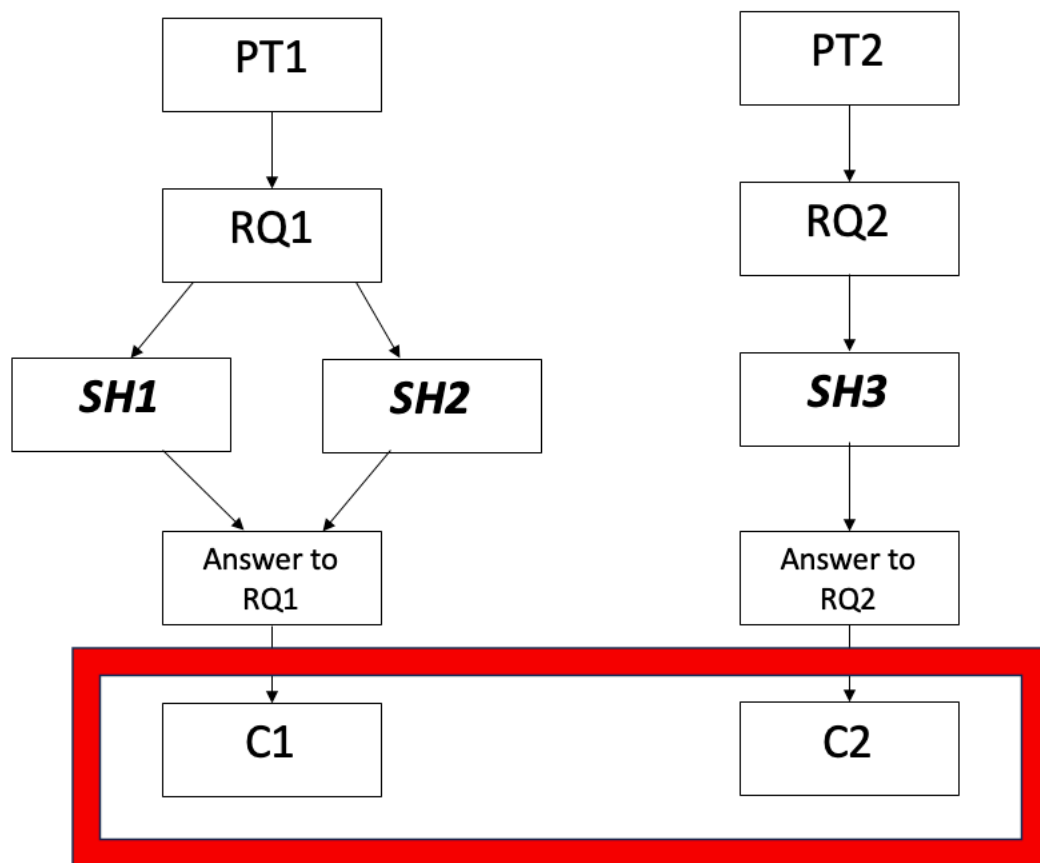 PT1
PT2
RQ1
RQ2
SH1
SH2
SH3
Answer to
RQ1
Answer to
RQ2
C1
C2